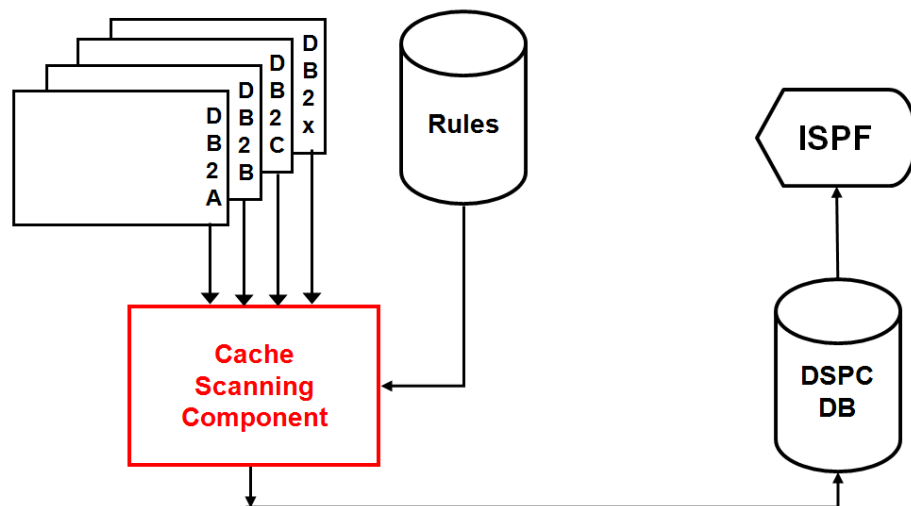 DB2A
DB2B
DB2C
DB2x
Rules
ISPF
Cache
Scanning
Component
DSPC
DB